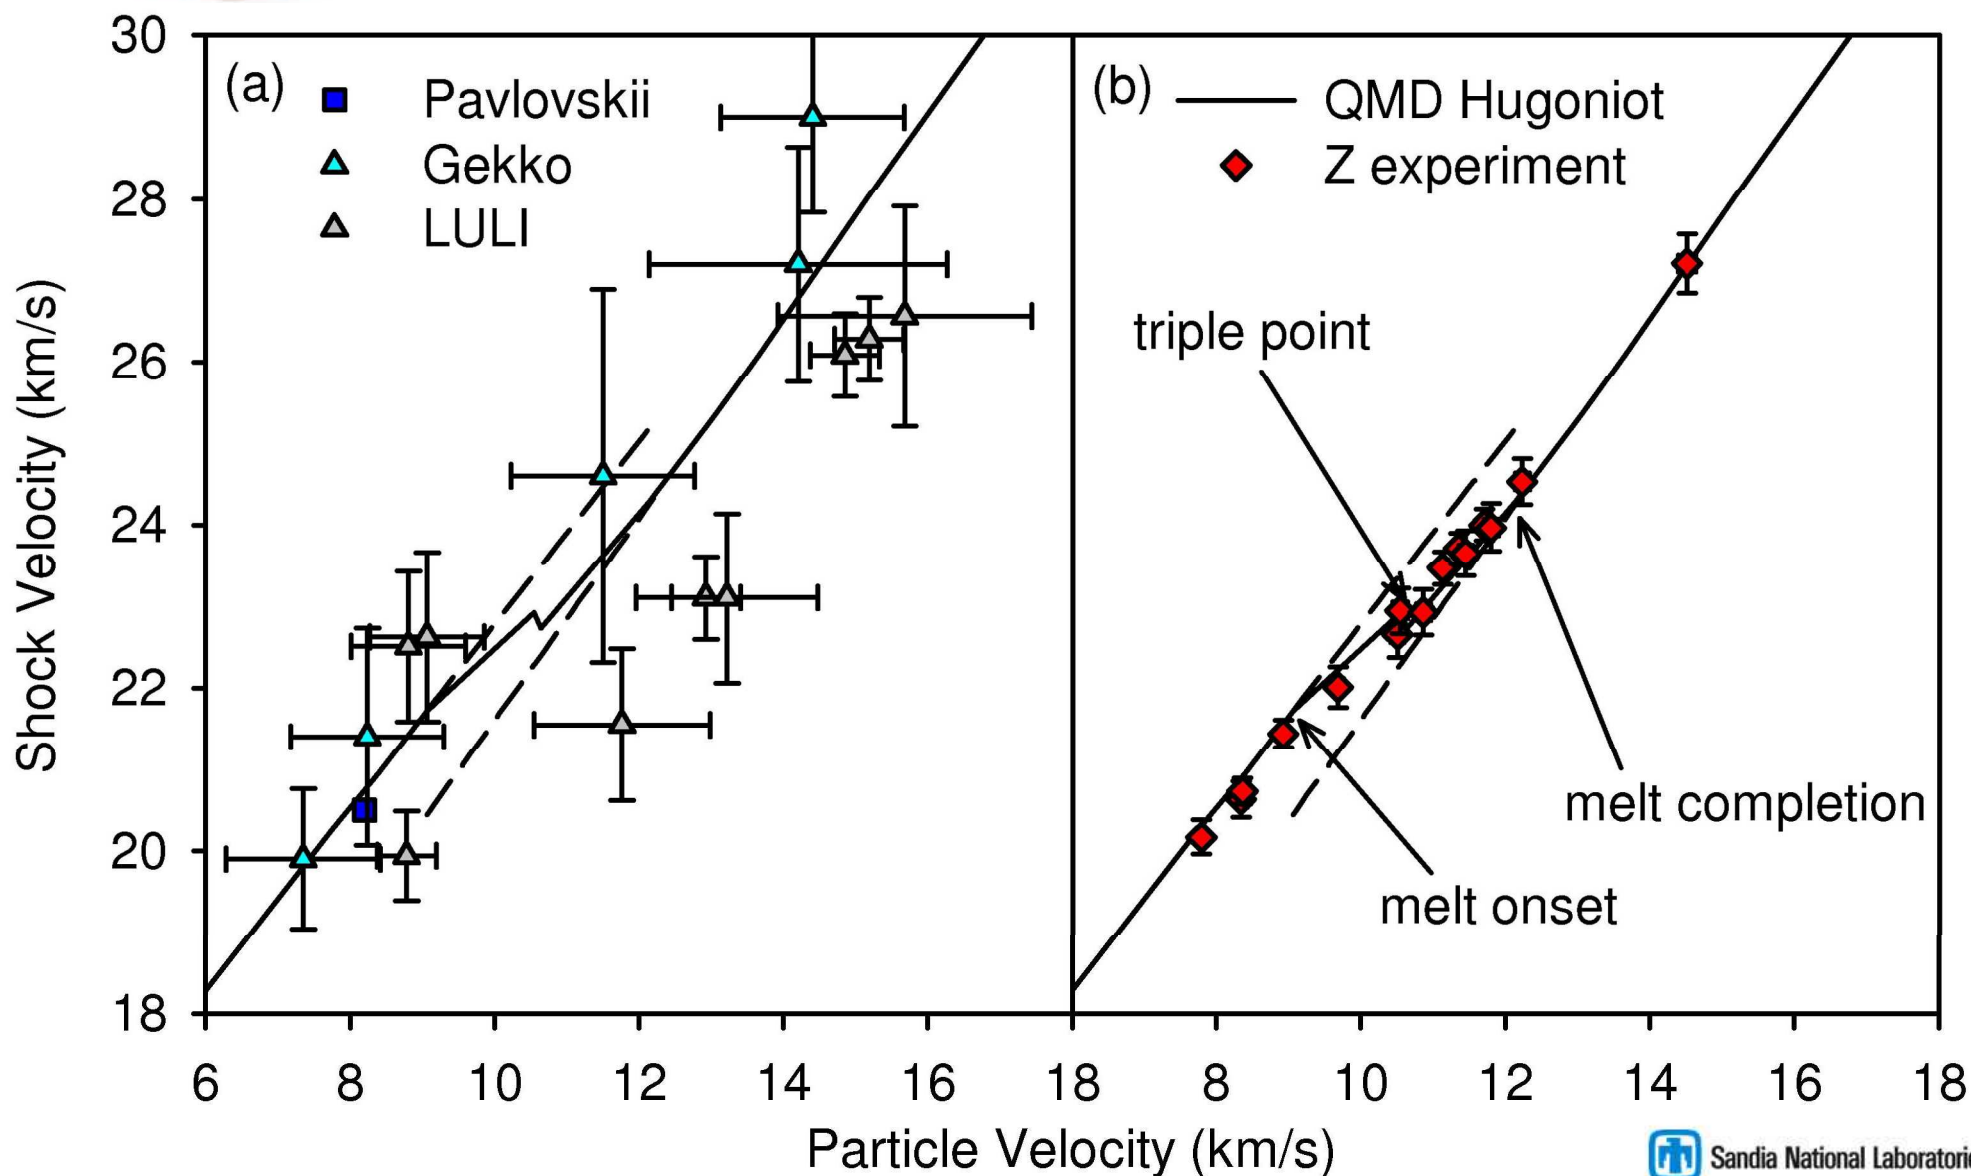 30
28
26
24
22
20
18
Shock Velocity (km/s)
(a)
Pavlovskii
Gekko
LULI
(b)
QMD Hugoniot
Z experiment
triple point
melt completion
melt onset
6 8 10 12 14 16 18 8 10 12 14 16 18
Particle Velocity (km/s)
Sandia National Laboratorie